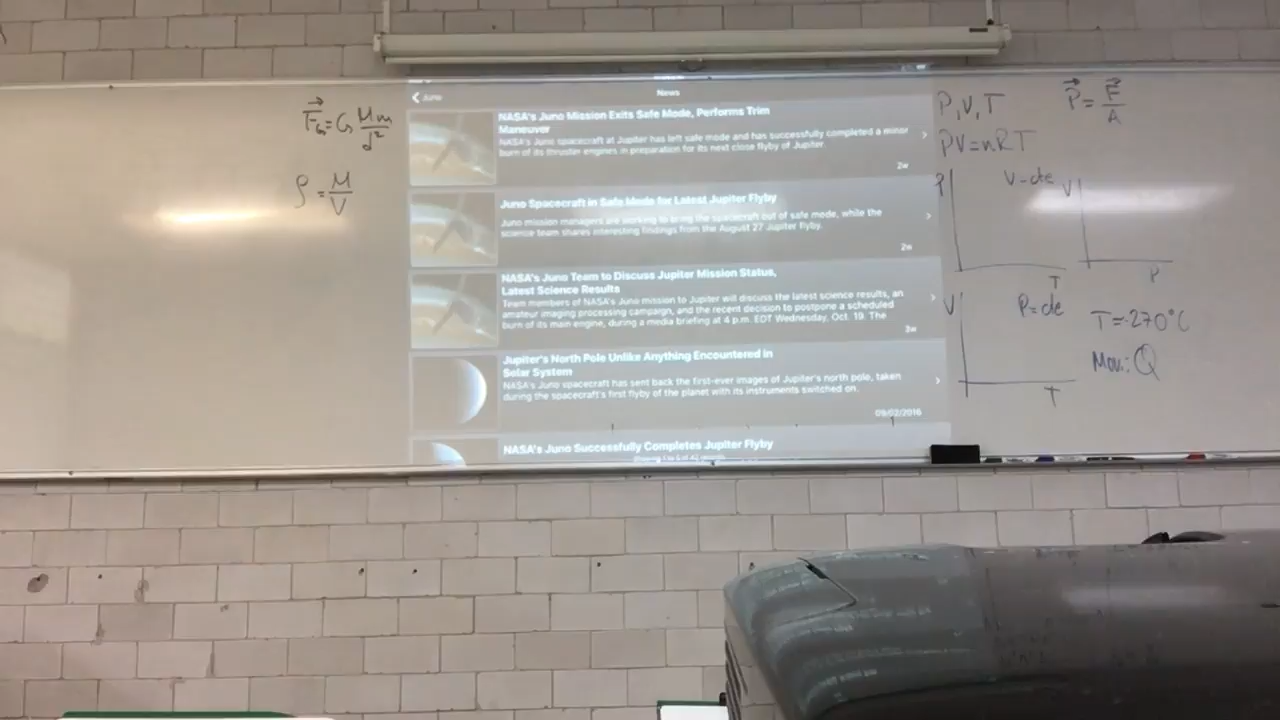 F⃗G = G Mm/d²
ρ = M/V
Juno
News
NASA's Juno Mission Exits Safe Mode, Performs Trim
Maneuver
NASA's Juno spacecraft at Jupiter has left safe mode and has successfully completed a minor
burn of its thruster engines in preparation for its next close flyby of Jupiter.
2w
Juno Spacecraft in Safe Mode for Latest Jupiter Flyby
Juno mission managers are working to bring the spacecraft out of safe mode, while the
science team shares interesting findings from the August 27 Jupiter flyby.
2w
NASA's Juno Team to Discuss Jupiter Mission Status,
Latest Science Results
Team members of NASA's Juno mission to Jupiter will discuss the latest science results, an
amateur imaging processing campaign, and the recent decision to postpone a scheduled
burn of its main engine, during a media briefing at 4 p.m. EDT Wednesday, Oct. 19. The
3w
Jupiter's North Pole Unlike Anything Encountered in
Solar System
NASA's Juno spacecraft has sent back the first-ever images of Jupiter's north pole, taken
during the spacecraft's first flyby of the planet with its instruments switched on.
09/02/2016
NASA's Juno Successfully Completes Jupiter Flyby
P, V, T
P⃗ = F⃗/A
PV=nRT
P
V-cte
T
V
P
V
P=cte
T
T=-270°C
Mov.: Q